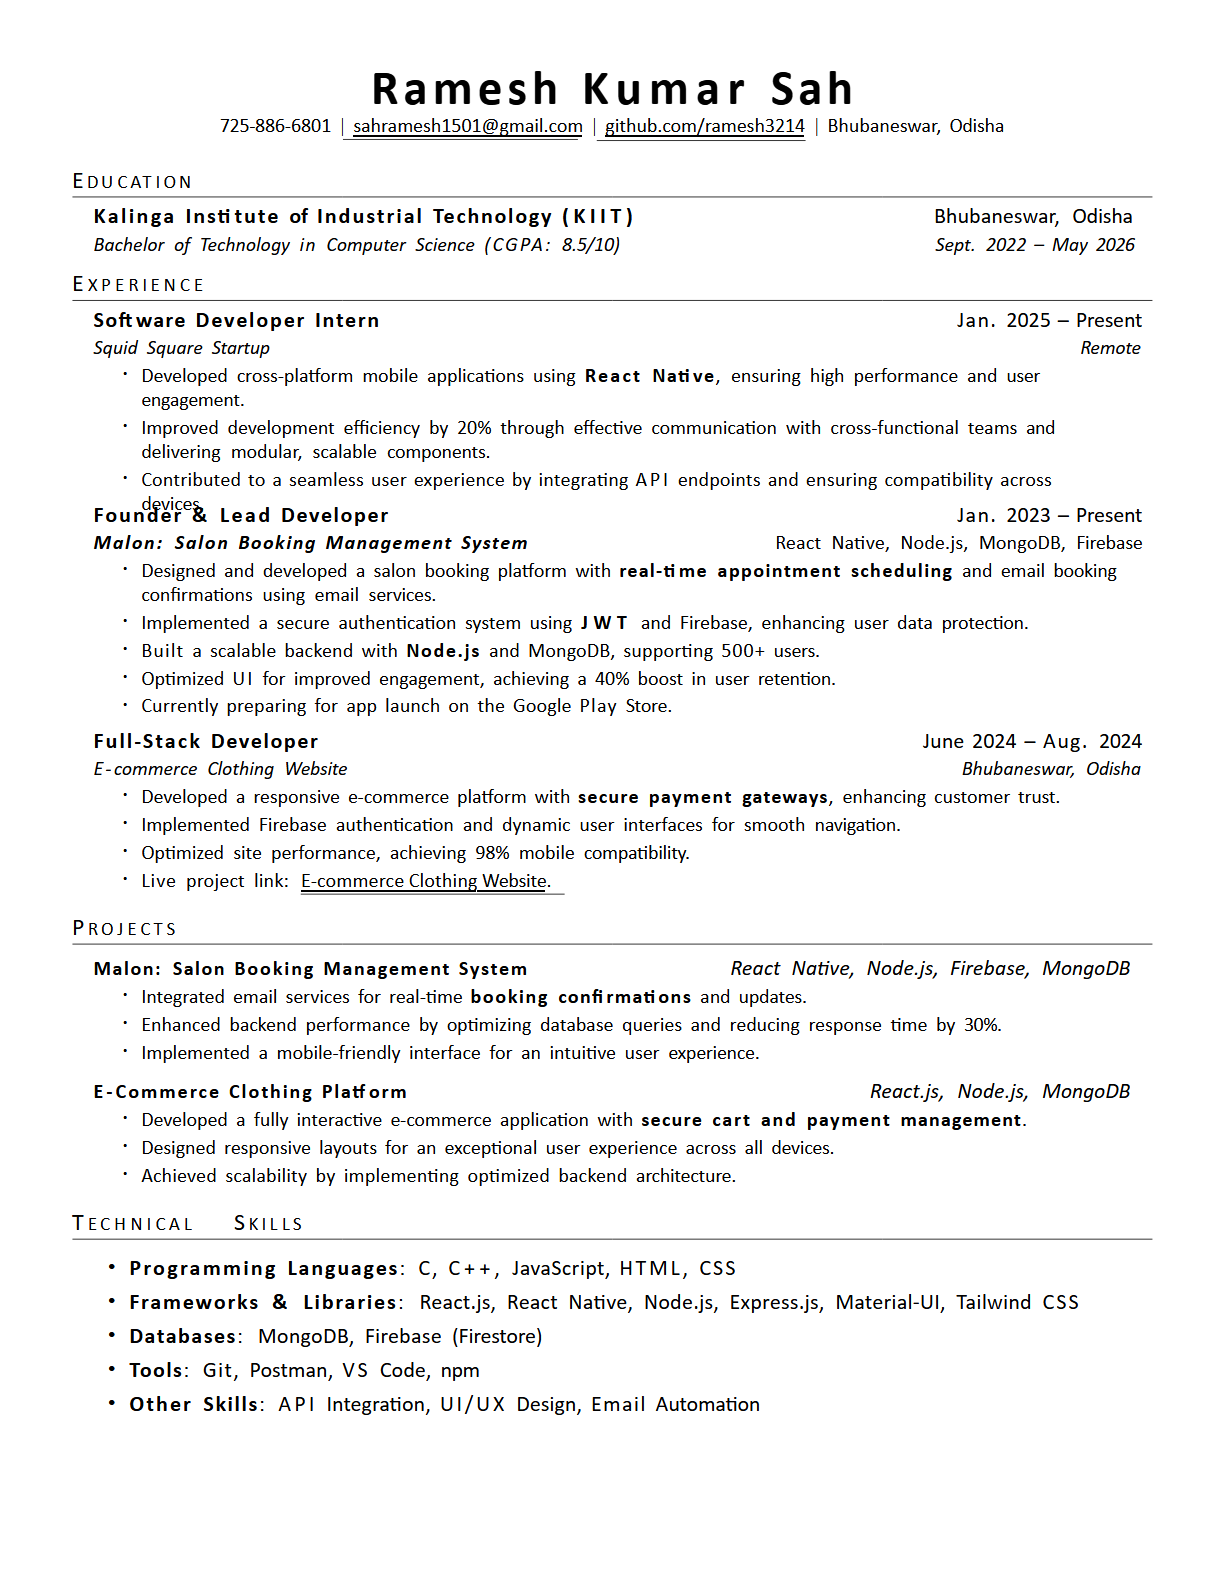 Ramesh Kumar Sah
725-886-6801 | sahramesh1501@gmail.com | github.com/ramesh3214 | Bhubaneswar, Odisha
EDUCATION
Kalinga Institute of Industrial Technology (KIIT) Bhubaneswar, Odisha
Bachelor of Technology in Computer Science (CGPA: 8.5/10) Sept. 2022 – May 2026
EXPERIENCE
Software Developer Intern Jan. 2025 – Present
Squid Square Startup Remote
• Developed cross-platform mobile applications using React Native, ensuring high performance and user
engagement.
• Improved development efficiency by 20% through effective communication with cross-functional teams and
delivering modular, scalable components.
• Contributed to a seamless user experience by integrating API endpoints and ensuring compatibility across
devices.
Founder & Lead Developer Jan. 2023 – Present
Malon: Salon Booking Management System React Native, Node.js, MongoDB, Firebase
• Designed and developed a salon booking platform with real-time appointment scheduling and email booking
confirmations using email services.
• Implemented a secure authentication system using JWT and Firebase, enhancing user data protection.
• Built a scalable backend with Node.js and MongoDB, supporting 500+ users.
• Optimized UI for improved engagement, achieving a 40% boost in user retention.
• Currently preparing for app launch on the Google Play Store.
Full-Stack Developer June 2024 – Aug. 2024
E-commerce Clothing Website Bhubaneswar, Odisha
• Developed a responsive e-commerce platform with secure payment gateways, enhancing customer trust.
• Implemented Firebase authentication and dynamic user interfaces for smooth navigation.
• Optimized site performance, achieving 98% mobile compatibility.
• Live project link: E-commerce Clothing Website.
PROJECTS
Malon: Salon Booking Management System React Native, Node.js, Firebase, MongoDB
• Integrated email services for real-time booking confirmations and updates.
• Enhanced backend performance by optimizing database queries and reducing response time by 30%.
• Implemented a mobile-friendly interface for an intuitive user experience.
E-Commerce Clothing Platform React.js, Node.js, MongoDB
• Developed a fully interactive e-commerce application with secure cart and payment management.
• Designed responsive layouts for an exceptional user experience across all devices.
• Achieved scalability by implementing optimized backend architecture.
TECHNICAL SKILLS
• Programming Languages: C, C++, JavaScript, HTML, CSS
• Frameworks & Libraries: React.js, React Native, Node.js, Express.js, Material-UI, Tailwind CSS
• Databases: MongoDB, Firebase (Firestore)
• Tools: Git, Postman, VS Code, npm
• Other Skills: API Integration, UI/UX Design, Email Automation